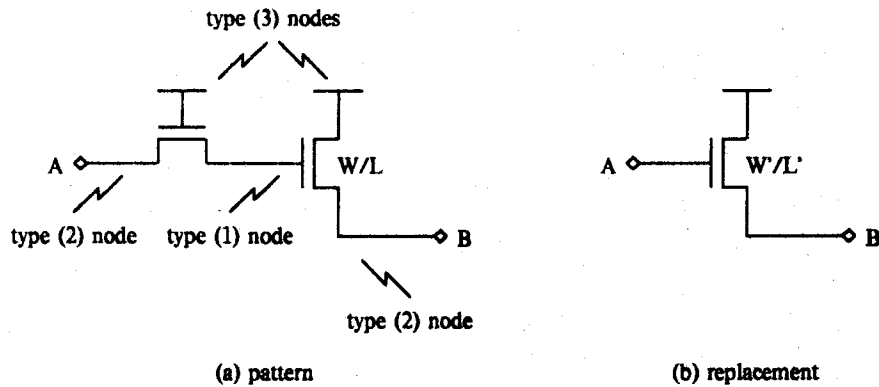 type (3) nodes
A
W/L
type (2) node
type (1) node
B
type (2) node
(a) pattern
A
W'/L'
B
(b) replacement